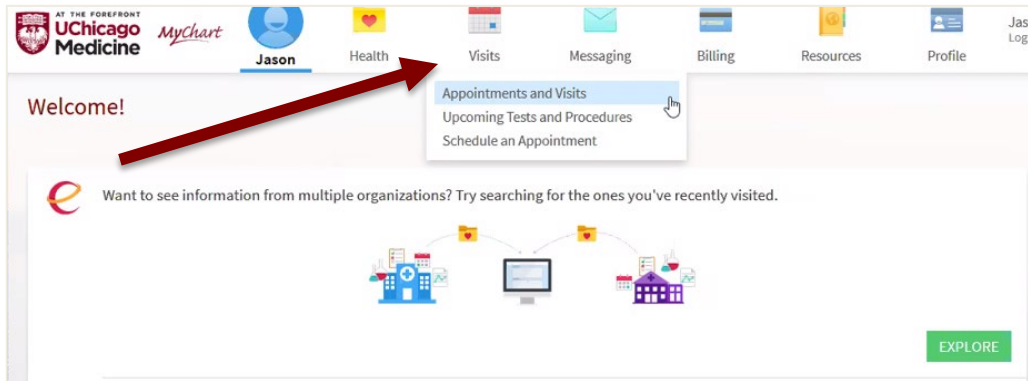 AT THE FOREFRONT
UChicago
Medicine
MyChart
Jason
Health
Visits
Messaging
Billing
Resources
Profile
Jas
Log
Appointments and Visits
Upcoming Tests and Procedures
Schedule an Appointment
Welcome!
Want to see information from multiple organizations? Try searching for the ones you've recently visited.
EXPLORE